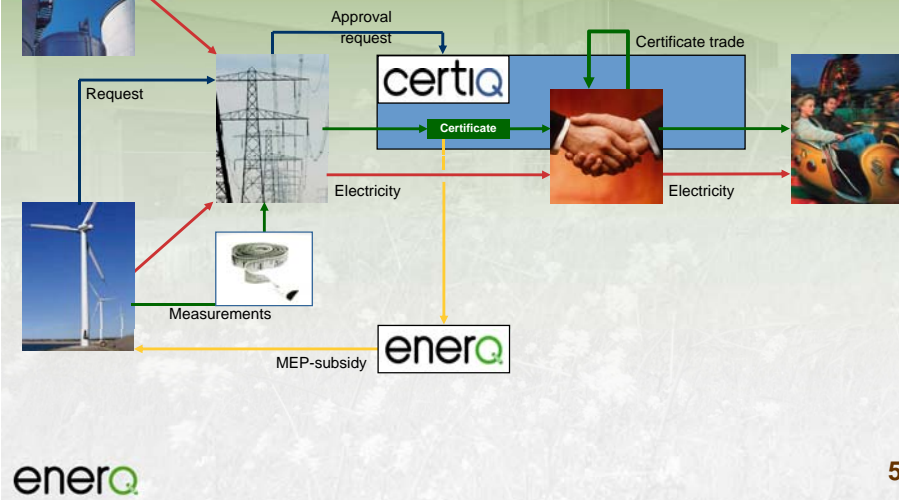 Approval
request
Certificate trade
certiQ
Request
Certificate
Electricity
Electricity
Measurements
enerQ
MEP-subsidy
enerQ
5